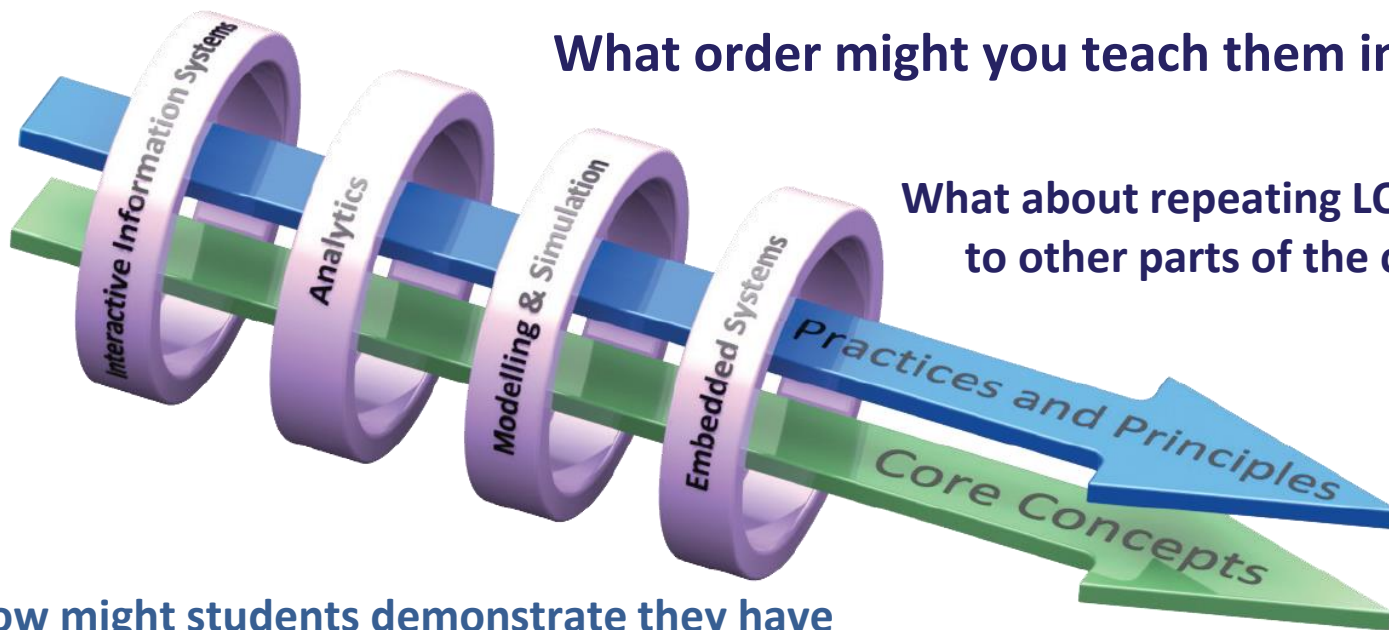 What order might you teach them in
What about repeating LO
to other parts of the
Interactive Information Systems
Analytics
Modelling & Simulation
Embedded Systems
Practices and Principles
Core Concepts
ow might students demonstrate they have